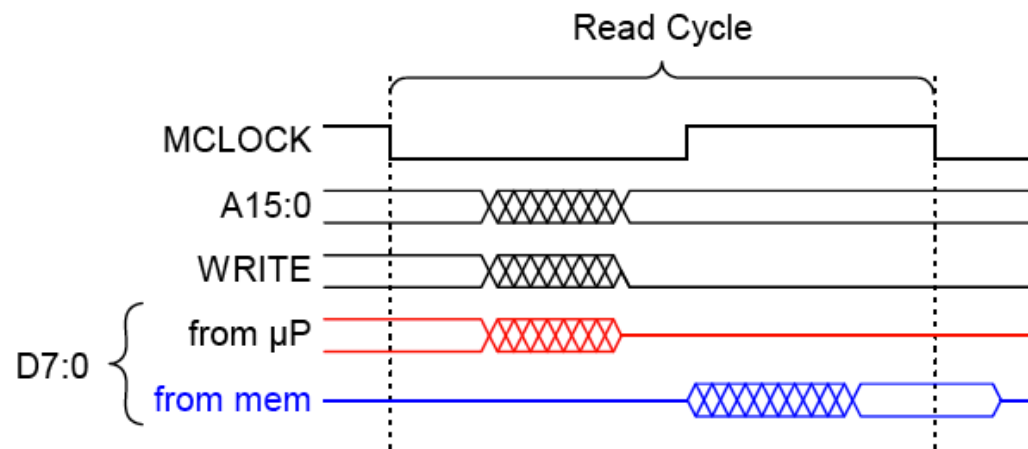 Read Cycle
MCLOCK
A15:0
WRITE
from µP
D7:0
from mem